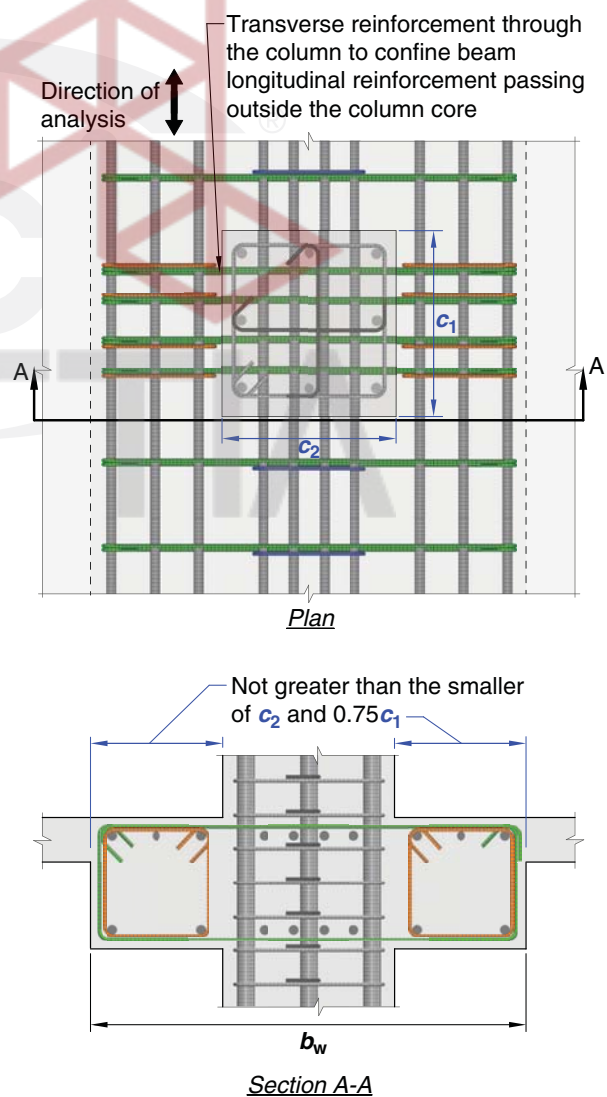 Transverse reinforcement through
the column to confine beam
longitudinal reinforcement passing
outside the column core
Direction of
analysis
®
c1
A
A
c2
Plan
Not greater than the smaller
of c2 and 0.75c1
bw
Section A-A